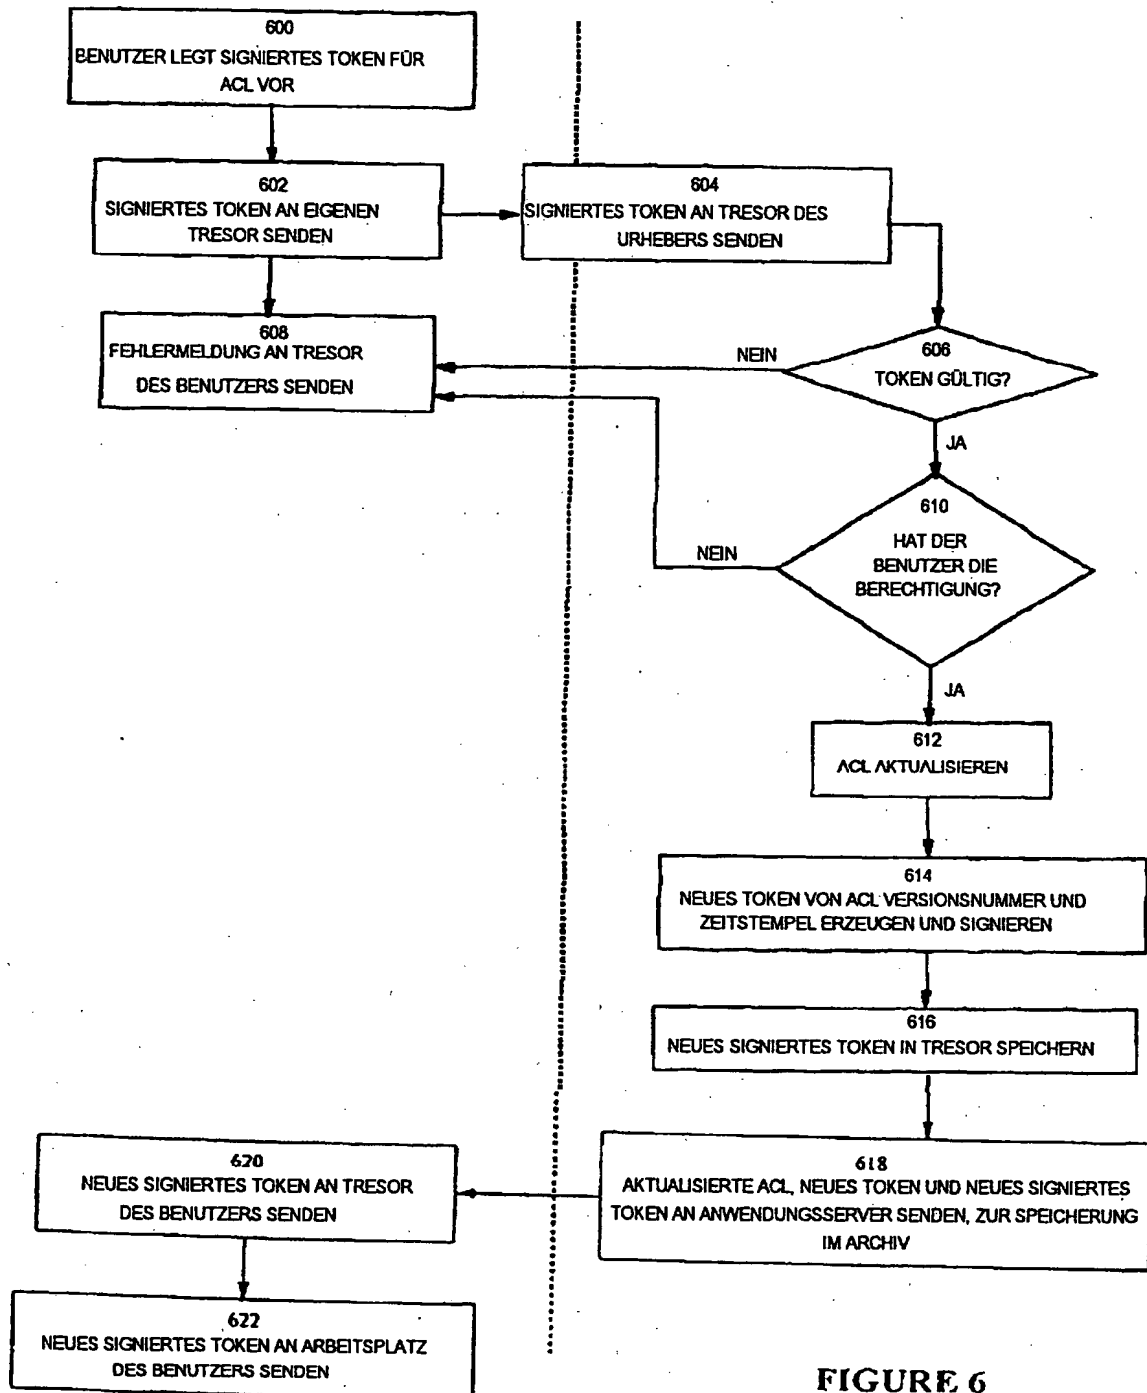 600
BENUTZER LEGT SIGNIERTES TOKEN FÜR
ACL VOR
602
SIGNIERTES TOKEN AN EIGENEN
TRESOR SENDEN
604
SIGNIERTES TOKEN AN TRESOR DES
URHEBERS SENDEN
608
FEHLERMELDUNG AN TRESOR
DES BENUTZERS SENDEN
NEIN
606
TOKEN GÜLTIG?
JA
610
HAT DER
BENUTZER DIE
BERECHTIGUNG?
NEIN
JA
612
ACL AKTUALISIEREN
614
NEUES TOKEN VON ACL VERSIONSNUMMER UND
ZEITSTEMPEL ERZEUGEN UND SIGNIEREN
616
NEUES SIGNIERTES TOKEN IN TRESOR SPEICHERN
618
AKTUALISIERTE ACL, NEUES TOKEN UND NEUES SIGNIERTES
TOKEN AN ANWENDUNGSSERVER SENDEN, ZUR SPEICHERUNG
IM ARCHIV
620
NEUES SIGNIERTES TOKEN AN TRESOR
DES BENUTZERS SENDEN
622
NEUES SIGNIERTES TOKEN AN ARBEITSPLATZ
DES BENUTZERS SENDEN
FIGURE 6